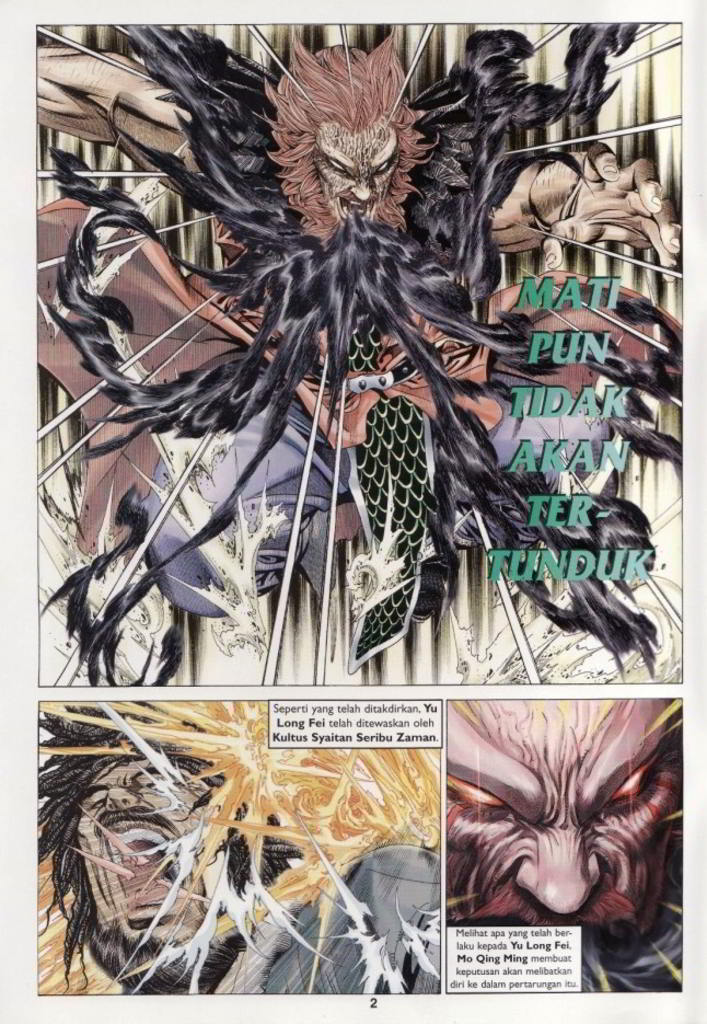 MATI
PUN
TIDAK
AKAN
TER-
TUNDUK
Seperti yang telah ditakdirkan, Yu
Long Fei telah ditewaskan oleh
Kultus Syaitan Seribu Zaman.
Melihat apa yang telah ber-
laku kepada Yu Long Fei,
Mo Qing Ming membuat
keputusan akan melibatkan
diri ke dalam pertarungan itu.
2